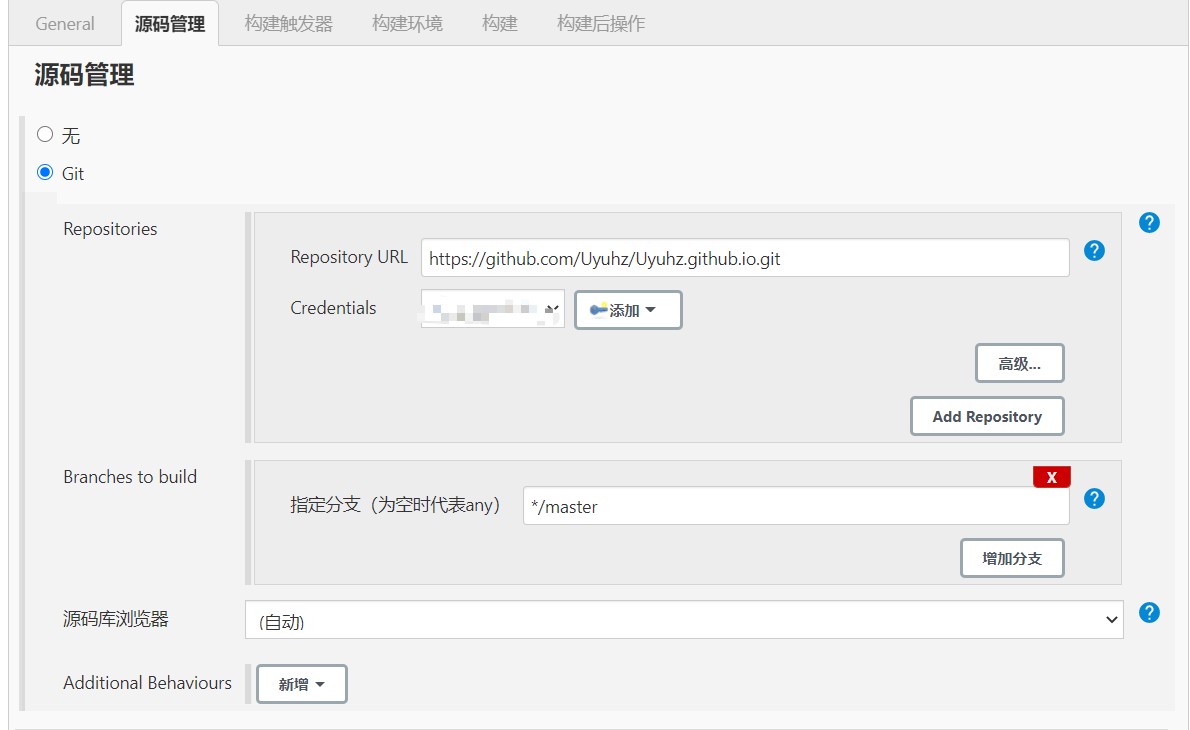 General 源码管理 构建触发器 构建环境 构建 构建后操作
源码管理
无
Git
Repositories
Repository URL https://github.com/Uyuhz/Uyuhz.github.io.git
Credentials 添加
高级...
Add Repository
Branches to build
X
指定分支（为空时代表any） */master
增加分支
源码库浏览器 (自动)
Additional Behaviours 新增